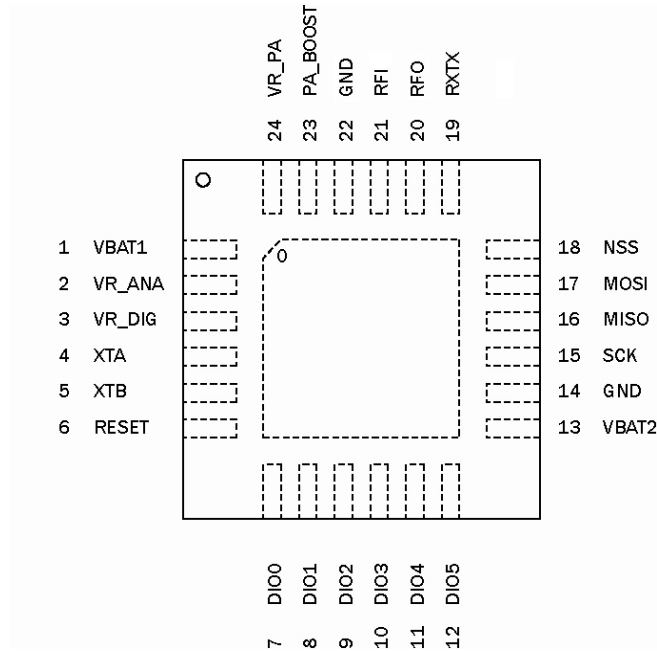 VR_PA
PA_BOOST
GND
RFI
RFO
RXTX
24
23
22
21
20
19
1 VBAT1
2 VR_ANA
3 VR_DIG
4 XTA
5 XTB
6 RESET
0
18 NSS
17 MOSI
16 MISO
15 SCK
14 GND
13 VBAT2
DIO0
DIO1
DIO2
DIO3
DIO4
DIO5
7
8
9
10
11
12